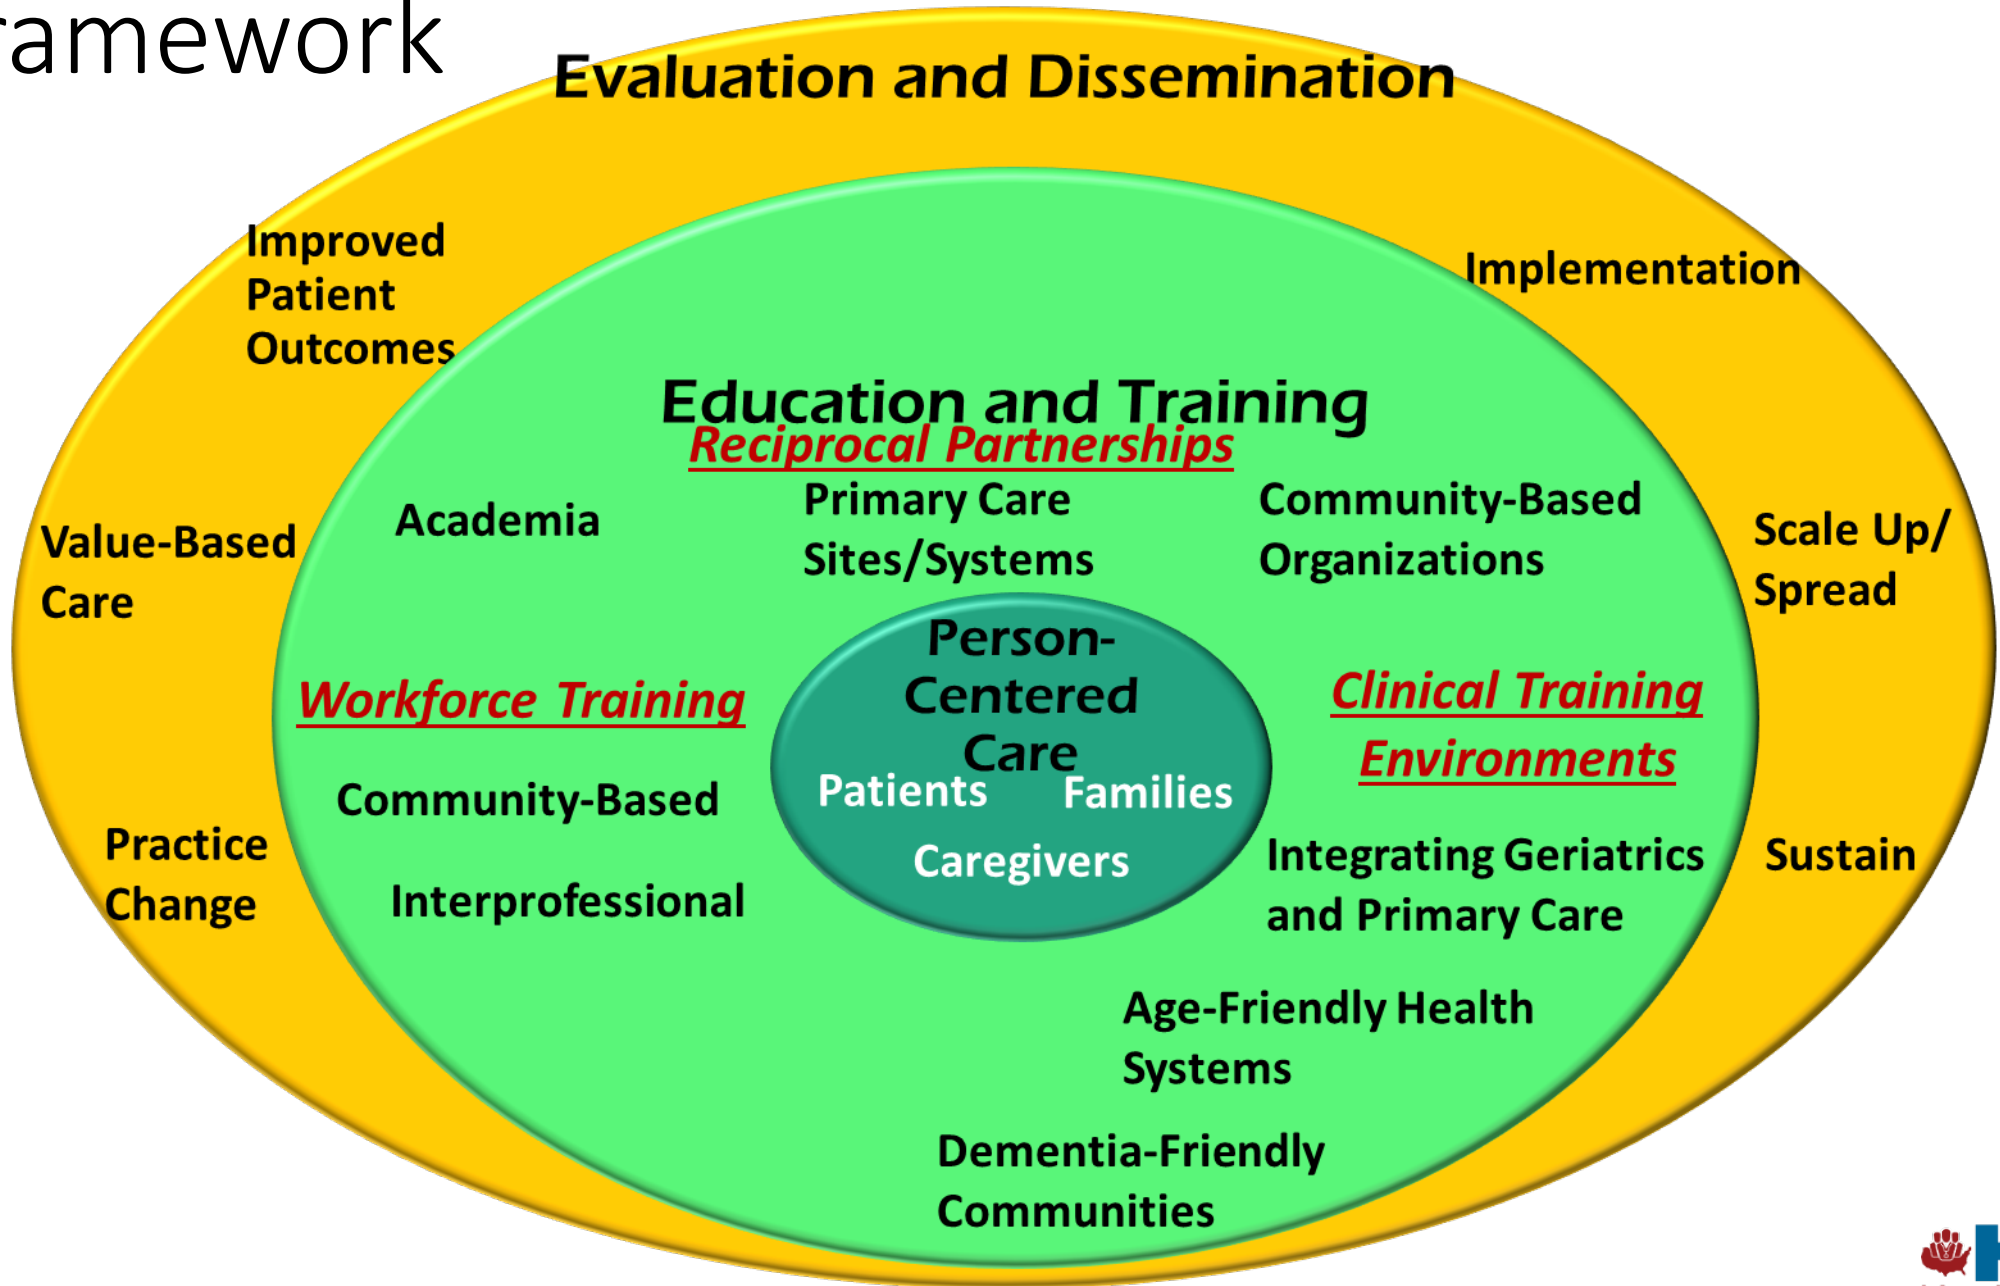 ramework
Evaluation and Dissemination
Improved
Patient
Outcomes
Implementation
Education and Training
Reciprocal Partnerships
Academia
Primary Care
Sites/Systems
Community-Based
Organizations
Value-Based
Care
Scale Up/
Spread
Person-
Centered
Care
Patients Families
Caregivers
Workforce Training
Community-Based
Interprofessional
Clinical Training
Environments
Integrating Geriatrics
and Primary Care
Age-Friendly Health
Systems
Dementia-Friendly
Communities
Practice
Change
Sustain